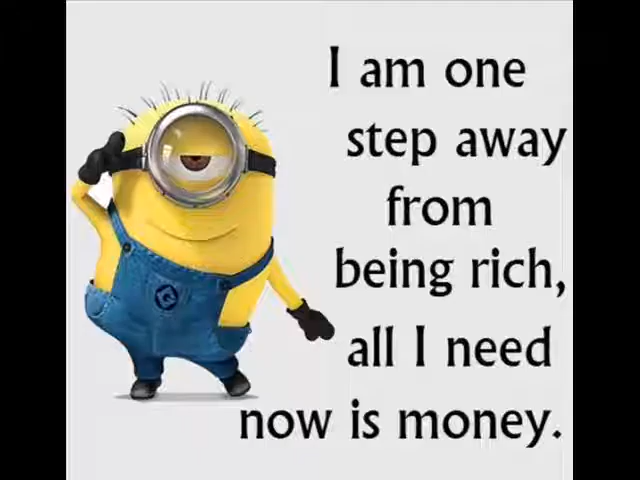 I am one
step away
from
being rich,
all I need
now is money.